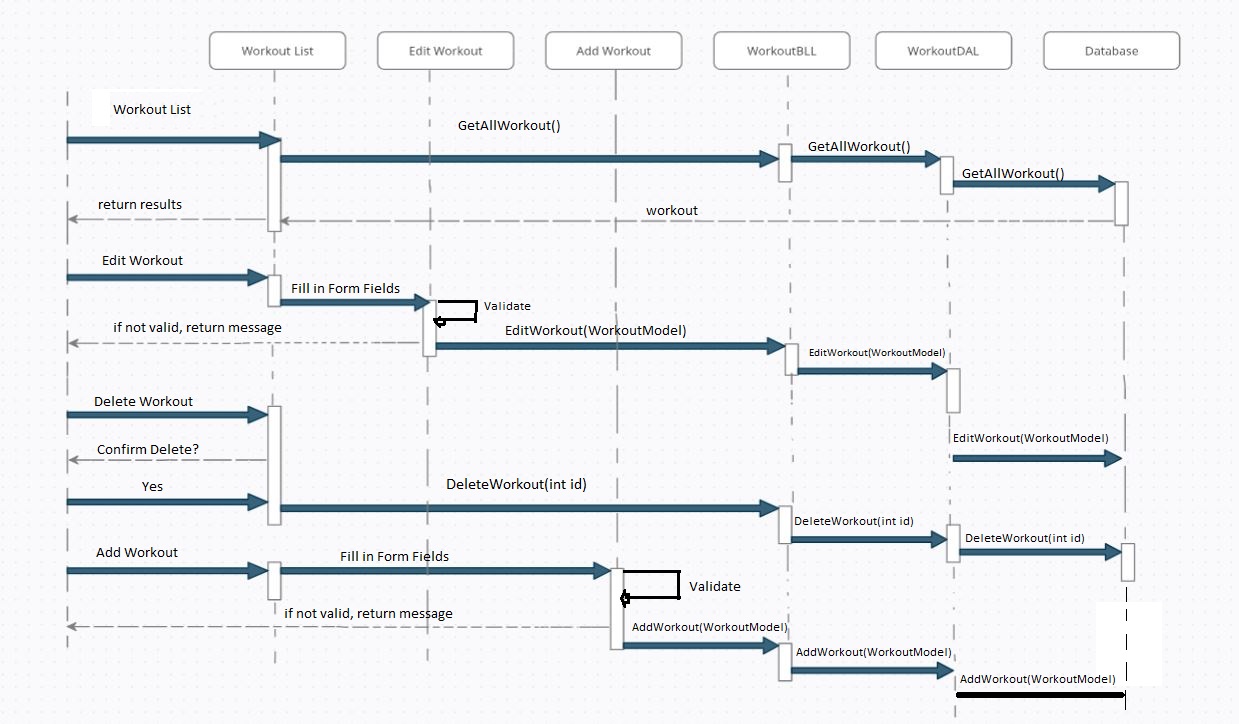 Workout List
Edit Workout
Add Workout
WorkoutBLL
WorkoutDAL
Database
Workout List
GetAllWorkout()
GetAllWorkout()
GetAllWorkout()
return results
workout
Edit Workout
Fill in Form Fields
Validate
if not valid, return message
EditWorkout(WorkoutModel)
EditWorkout(WorkoutModel)
Delete Workout
EditWorkout(WorkoutModel)
Confirm Delete?
Yes
DeleteWorkout(int id)
DeleteWorkout(int id)
DeleteWorkout(int id)
Add Workout
Fill in Form Fields
Validate
if not valid, return message
AddWorkout(WorkoutModel)
AddWorkout(WorkoutModel)
AddWorkout(WorkoutModel)